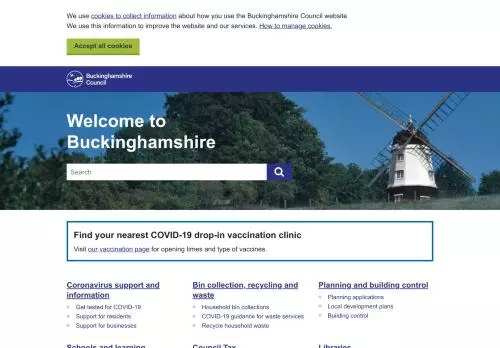 We use cookies to collect information about how you use the Buckinghamshire Council website
We use this information to improve the website and our services. How to manage cookies.
Accept all cookies
Buckinghamshire
Council
Welcome to
Buckinghamshire
Search
Find your nearest COVID-19 drop-in vaccination clinic
Visit our vaccination page for opening times and type of vaccines.
Coronavirus support and
information
Get tested for COVID-19
Support for residents
Support for businesses
Bin collection, recycling and
waste
Household bin collections
COVID-19 guidance for waste services
Recycle household waste
Planning and building control
Planning applications
Local development plans
Building control
Schools and learning
Council Tax
Libraries